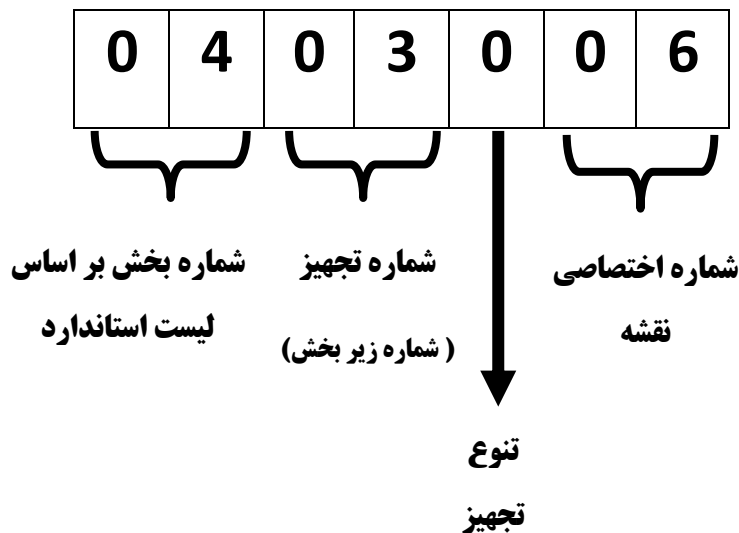 0 4 0 3 0 0 6
شماره بخش بر اساس
لیست استاندارد
شماره تجهیز
( شماره زیر بخش)
تنوع
تجهیز
شماره اختصاصی
نقشه